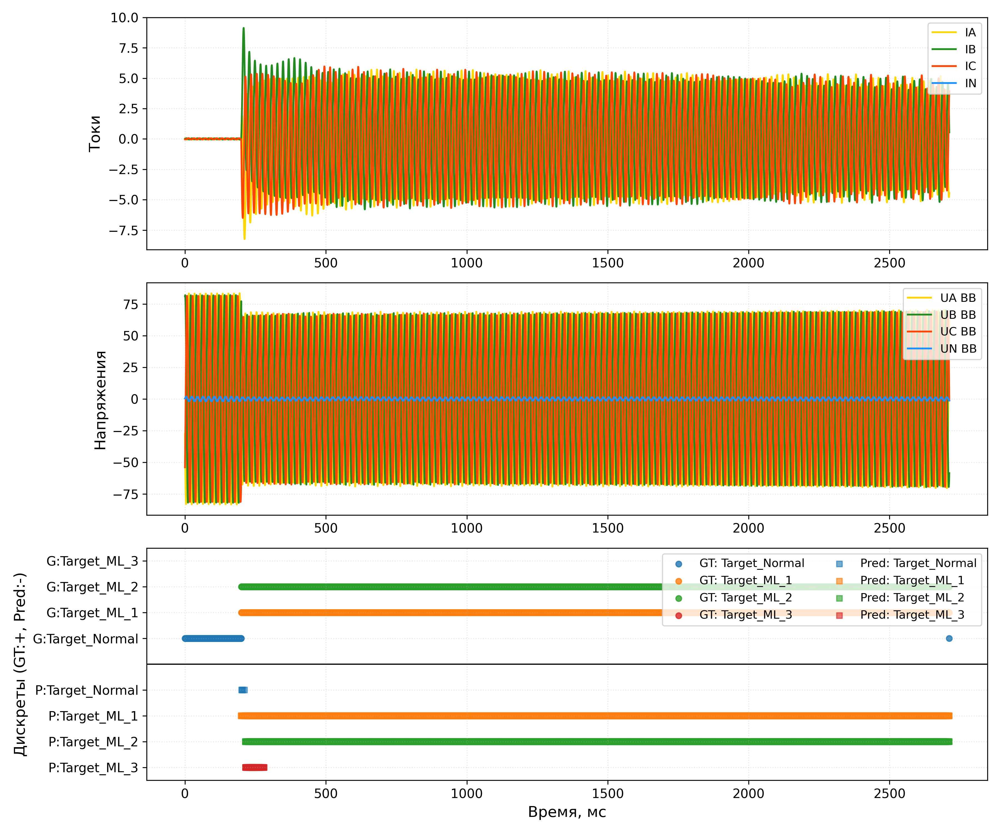 10.0
7.5
5.0
2.5
0.0
−2.5
−5.0
−7.5
Токи
IA
IB
IC
IN
0 500 1000 1500 2000 2500
75
50
25
0
−25
−50
−75
Напряжения
UA BB
UB BB
UC BB
UN BB
0 500 1000 1500 2000 2500
G:Target_ML_3
G:Target_ML_2
G:Target_ML_1
G:Target_Normal
P:Target_Normal
P:Target_ML_1
P:Target_ML_2
P:Target_ML_3
Дискреты (GT:+, Pred:-)
GT: Target_Normal
GT: Target_ML_1
GT: Target_ML_2
GT: Target_ML_3
Pred: Target_Normal
Pred: Target_ML_1
Pred: Target_ML_2
Pred: Target_ML_3
0 500 1000 1500 2000 2500
Время, мс